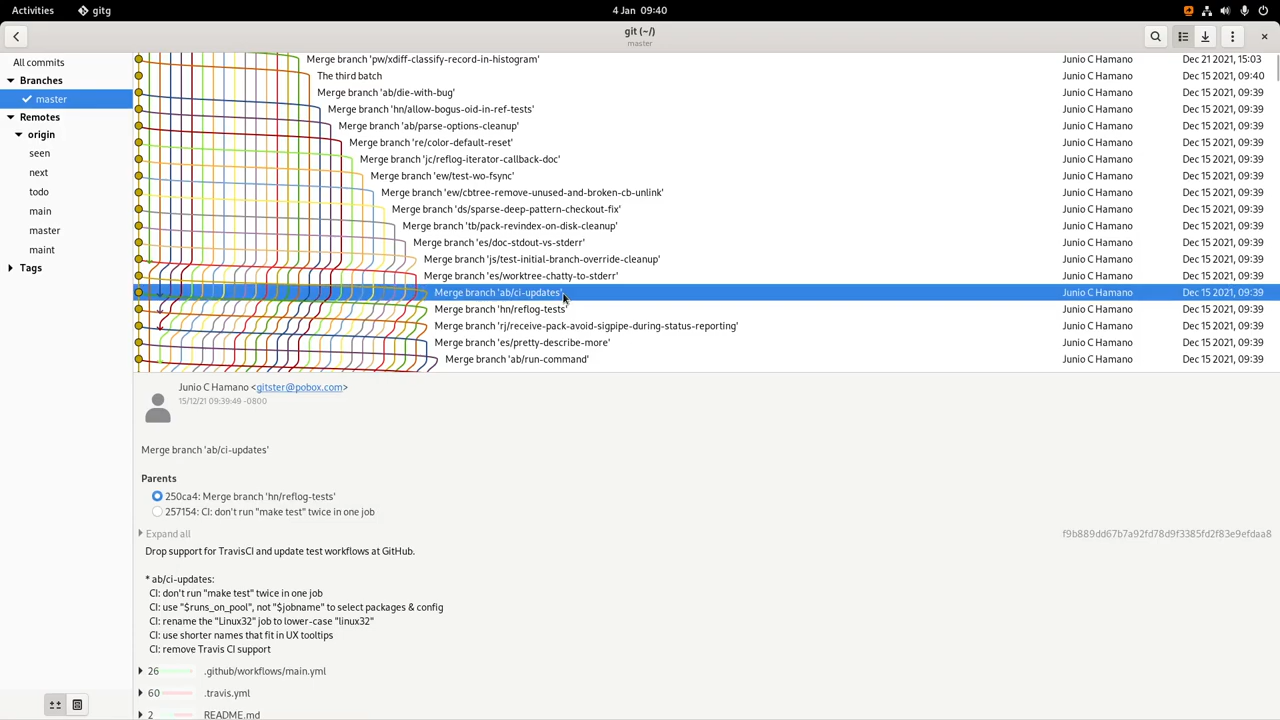 Activities gitg 4 Jan 09:40
git (~/)
master
All commits
Branches
master
Remotes
origin
seen
next
todo
main
master
maint
Tags
Merge branch 'pw/xdiff-classify-record-in-histogram' Junio C Hamano Dec 21 2021, 15:03
The third batch Junio C Hamano Dec 15 2021, 09:40
Merge branch 'ab/die-with-bug' Junio C Hamano Dec 15 2021, 09:39
Merge branch 'hn/allow-bogus-oid-in-ref-tests' Junio C Hamano Dec 15 2021, 09:39
Merge branch 'ab/parse-options-cleanup' Junio C Hamano Dec 15 2021, 09:39
Merge branch 're/color-default-reset' Junio C Hamano Dec 15 2021, 09:39
Merge branch 'jc/reflog-iterator-callback-doc' Junio C Hamano Dec 15 2021, 09:39
Merge branch 'ew/test-wo-fsync' Junio C Hamano Dec 15 2021, 09:39
Merge branch 'ew/cbtree-remove-unused-and-broken-cb-unlink' Junio C Hamano Dec 15 2021, 09:39
Merge branch 'ds/sparse-deep-pattern-checkout-fix' Junio C Hamano Dec 15 2021, 09:39
Merge branch 'tb/pack-revindex-on-disk-cleanup' Junio C Hamano Dec 15 2021, 09:39
Merge branch 'es/doc-stdout-vs-stderr' Junio C Hamano Dec 15 2021, 09:39
Merge branch 'js/test-initial-branch-override-cleanup' Junio C Hamano Dec 15 2021, 09:39
Merge branch 'es/worktree-chatty-to-stderr' Junio C Hamano Dec 15 2021, 09:39
Merge branch 'ab/ci-updates' Junio C Hamano Dec 15 2021, 09:39
Merge branch 'hn/reflog-tests' Junio C Hamano Dec 15 2021, 09:39
Merge branch 'rj/receive-pack-avoid-sigpipe-during-status-reporting' Junio C Hamano Dec 15 2021, 09:39
Merge branch 'es/pretty-describe-more' Junio C Hamano Dec 15 2021, 09:39
Merge branch 'ab/run-command' Junio C Hamano Dec 15 2021, 09:39
Junio C Hamano <gitster@pobox.com>
15/12/21 09:39:49 -0800
Merge branch 'ab/ci-updates'
Parents
250ca4: Merge branch 'hn/reflog-tests'
257154: CI: don't run "make test" twice in one job
Expand all f9b889dd67b7a92fd78d9f3385fd2f83e9efdaa8
Drop support for TravisCI and update test workflows at GitHub.
* ab/ci-updates:
CI: don't run "make test" twice in one job
CI: use "$runs_on_pool", not "$jobname" to select packages & config
CI: rename the "Linux32" job to lower-case "linux32"
CI: use shorter names that fit in UX tooltips
CI: remove Travis CI support
26 .github/workflows/main.yml
60 .travis.yml
2 README.md